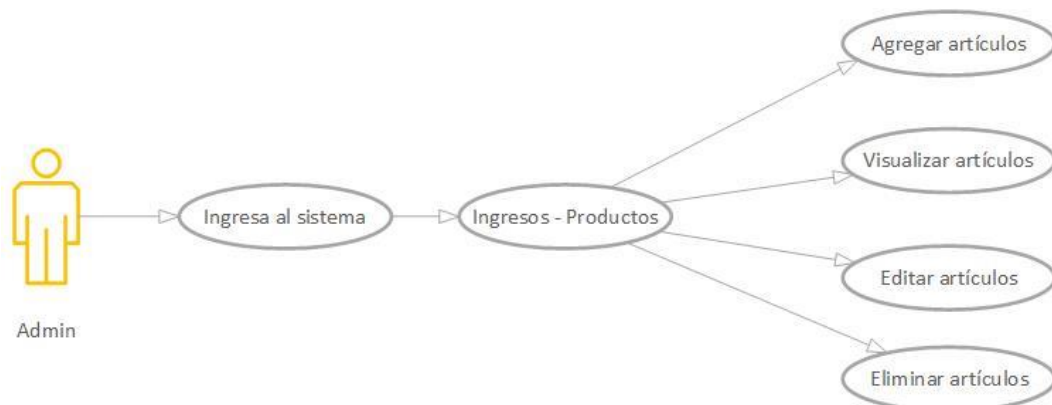 Agregar artículos
Visualizar artículos
Ingresa al sistema
Ingresos - Productos
Editar artículos
Admin
Eliminar artículos